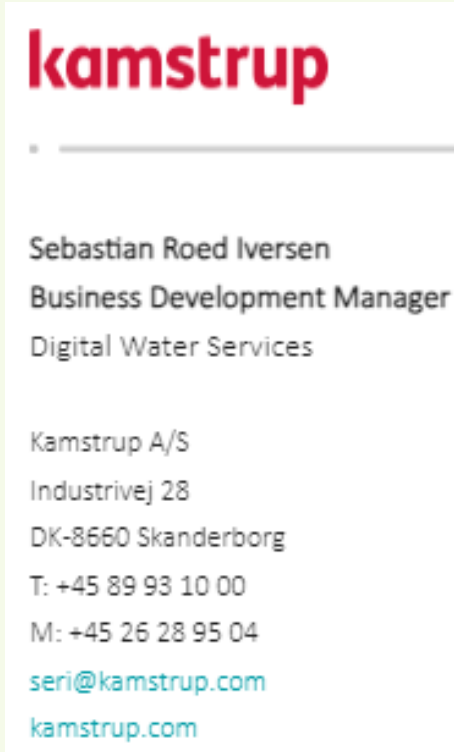 kamstrup
Sebastian Roed Iversen
Business Development Manager
Digital Water Services
Kamstrup A/S
Industrivej 28
DK-8660 Skanderborg
T: +45 89 93 10 00
M: +45 26 28 95 04
seri@kamstrup.com
kamstrup.com